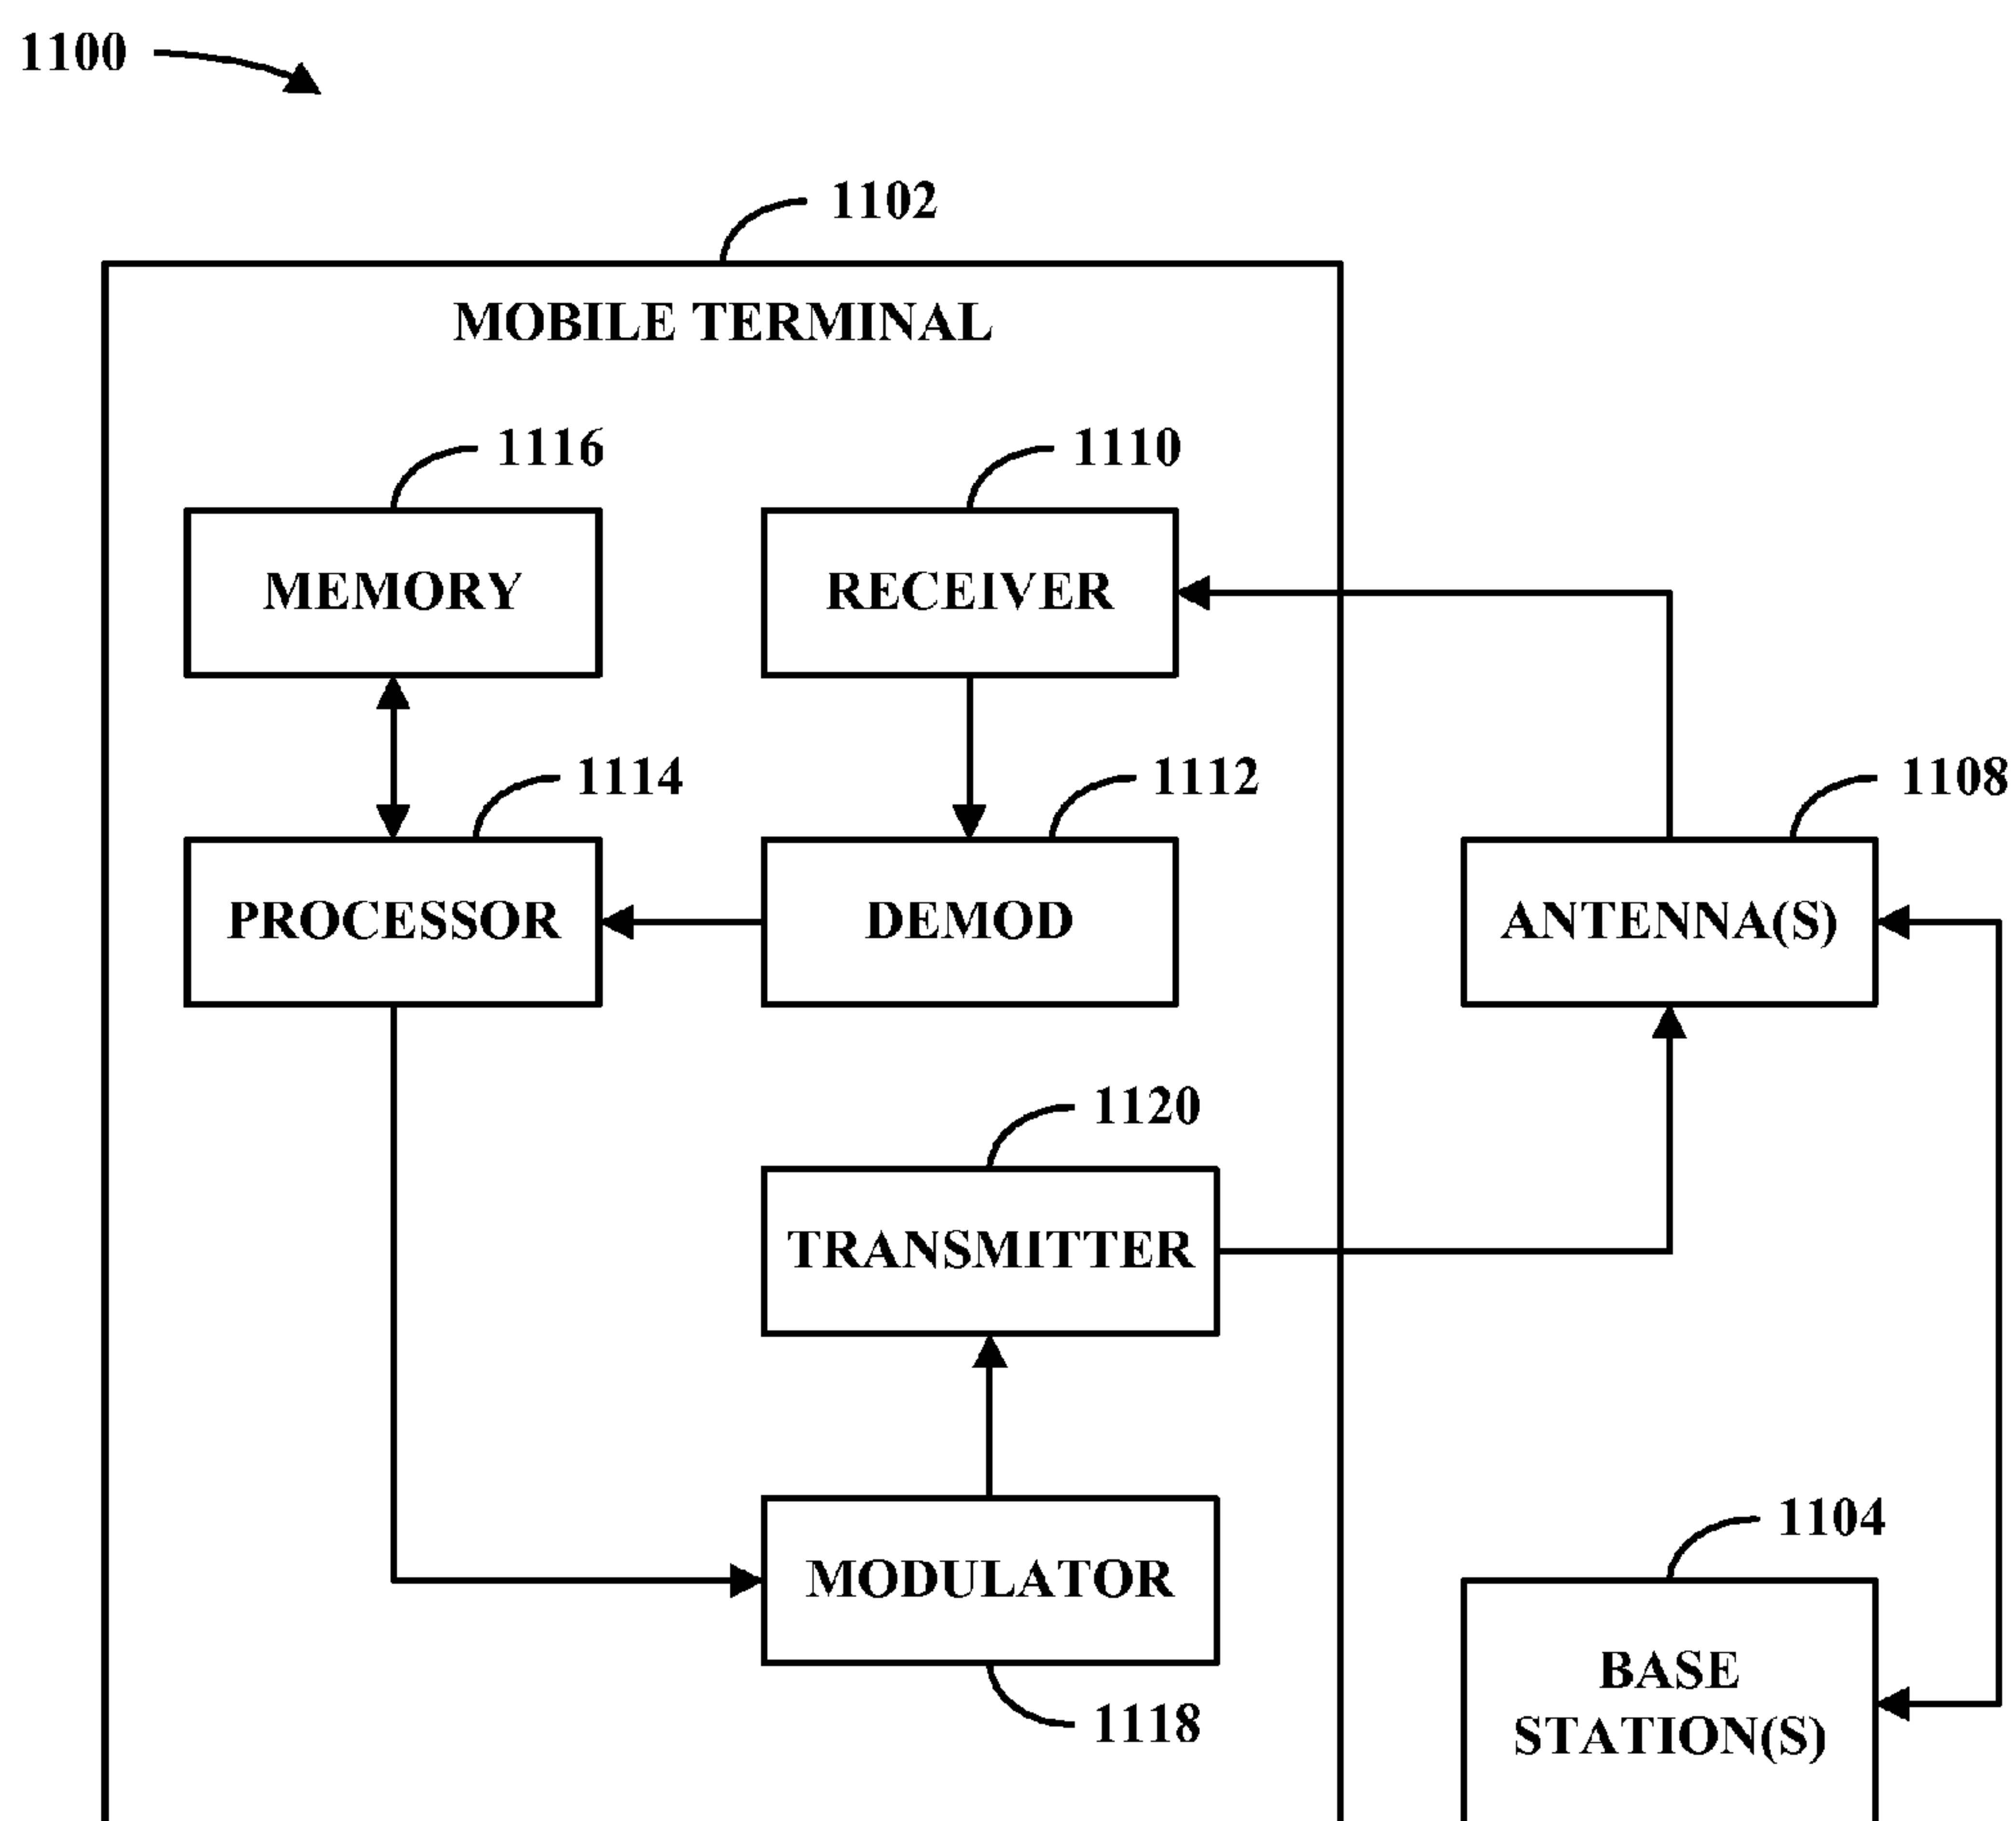 1100
1102
MOBILE TERMINAL
1116
1110
MEMORY
RECEIVER
1114
1112
1108
PROCESSOR
DEMOD
ANTENNA(S)
1120
TRANSMITTER
1104
MODULATOR
BASE
STATION(S)
1118